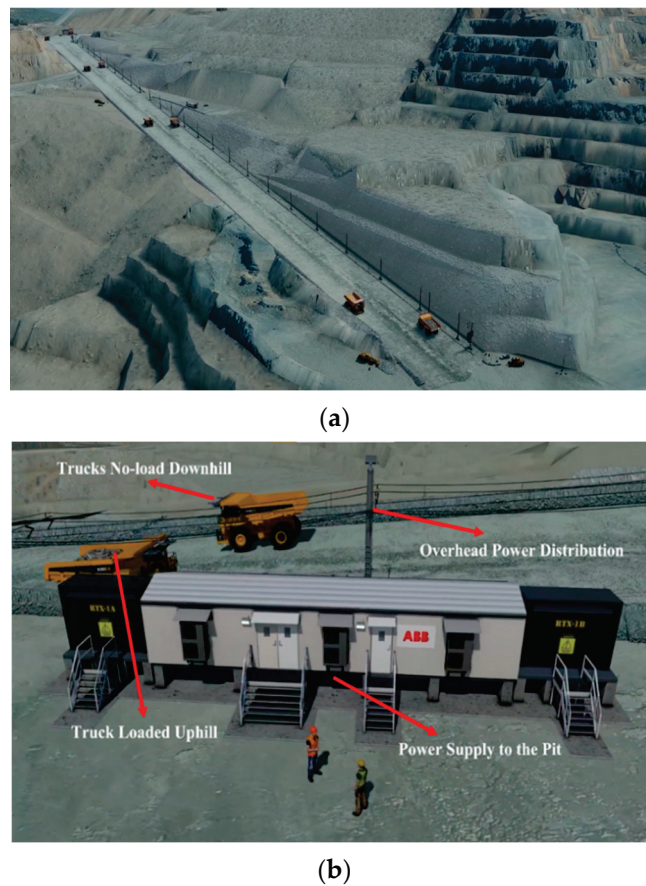 (a)
Trucks No-load Downhill
Overhead Power Distribution
RTX-1A
ABB
RTX-1B
Truck Loaded Uphill
Power Supply to the Pit
(b)